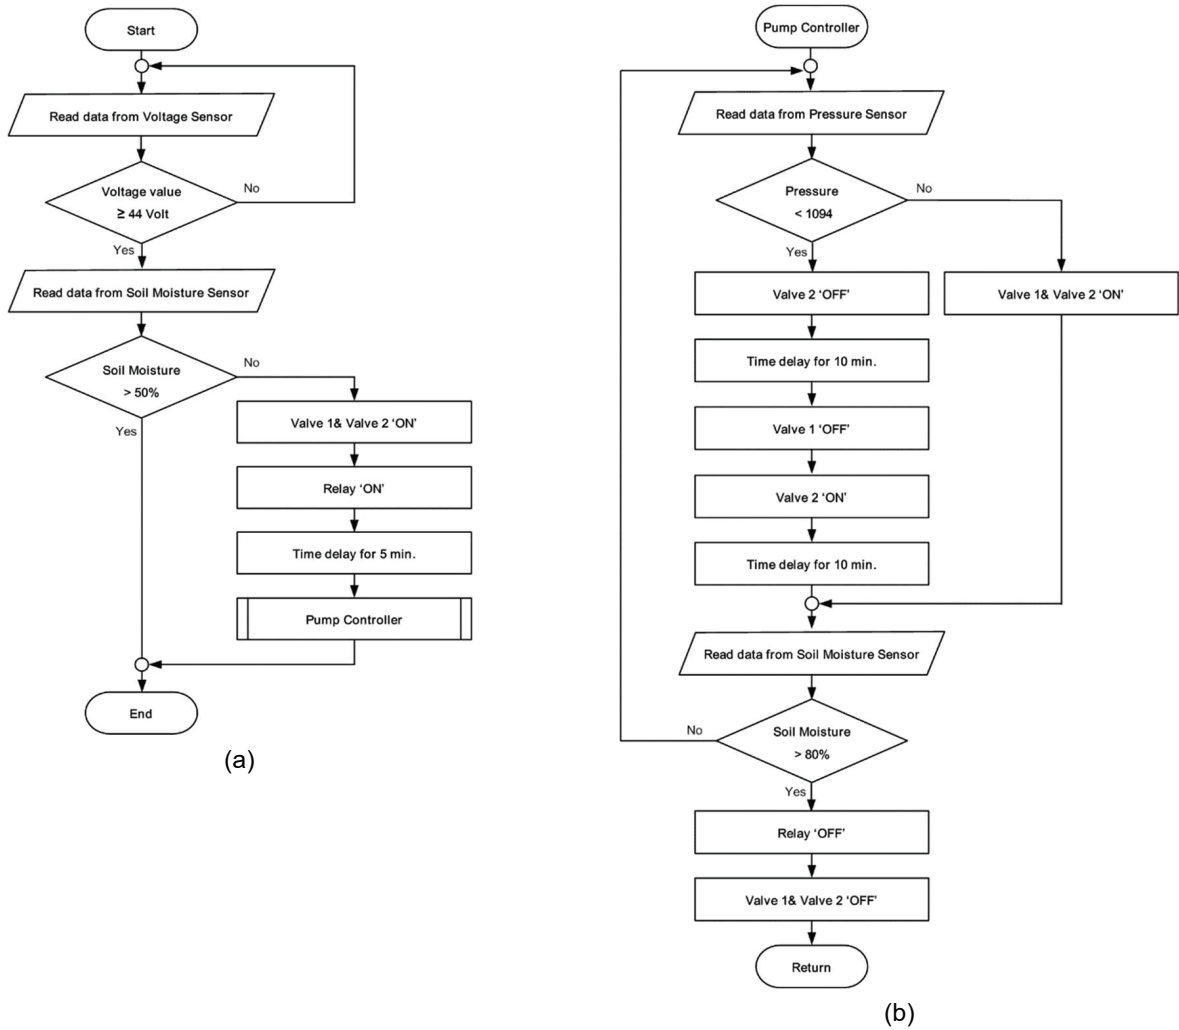 Start
Read data from Voltage Sensor
Voltage value
≥ 44 Volt
No
Yes
Read data from Soil Moisture Sensor
Soil Moisture
> 50%
No
Yes
Valve 1& Valve 2 ‘ON’
Relay ‘ON’
Time delay for 5 min.
Pump Controller
End
(a)
Pump Controller
Read data from Pressure Sensor
Pressure
< 1094
No
Yes
Valve 2 ‘OFF’
Valve 1& Valve 2 ‘ON’
Time delay for 10 min.
Valve 1 ‘OFF’
Valve 2 ‘ON’
Time delay for 10 min.
Read data from Soil Moisture Sensor
Soil Moisture
> 80%
No
Yes
Relay ‘OFF’
Valve 1& Valve 2 ‘OFF’
Return
(b)